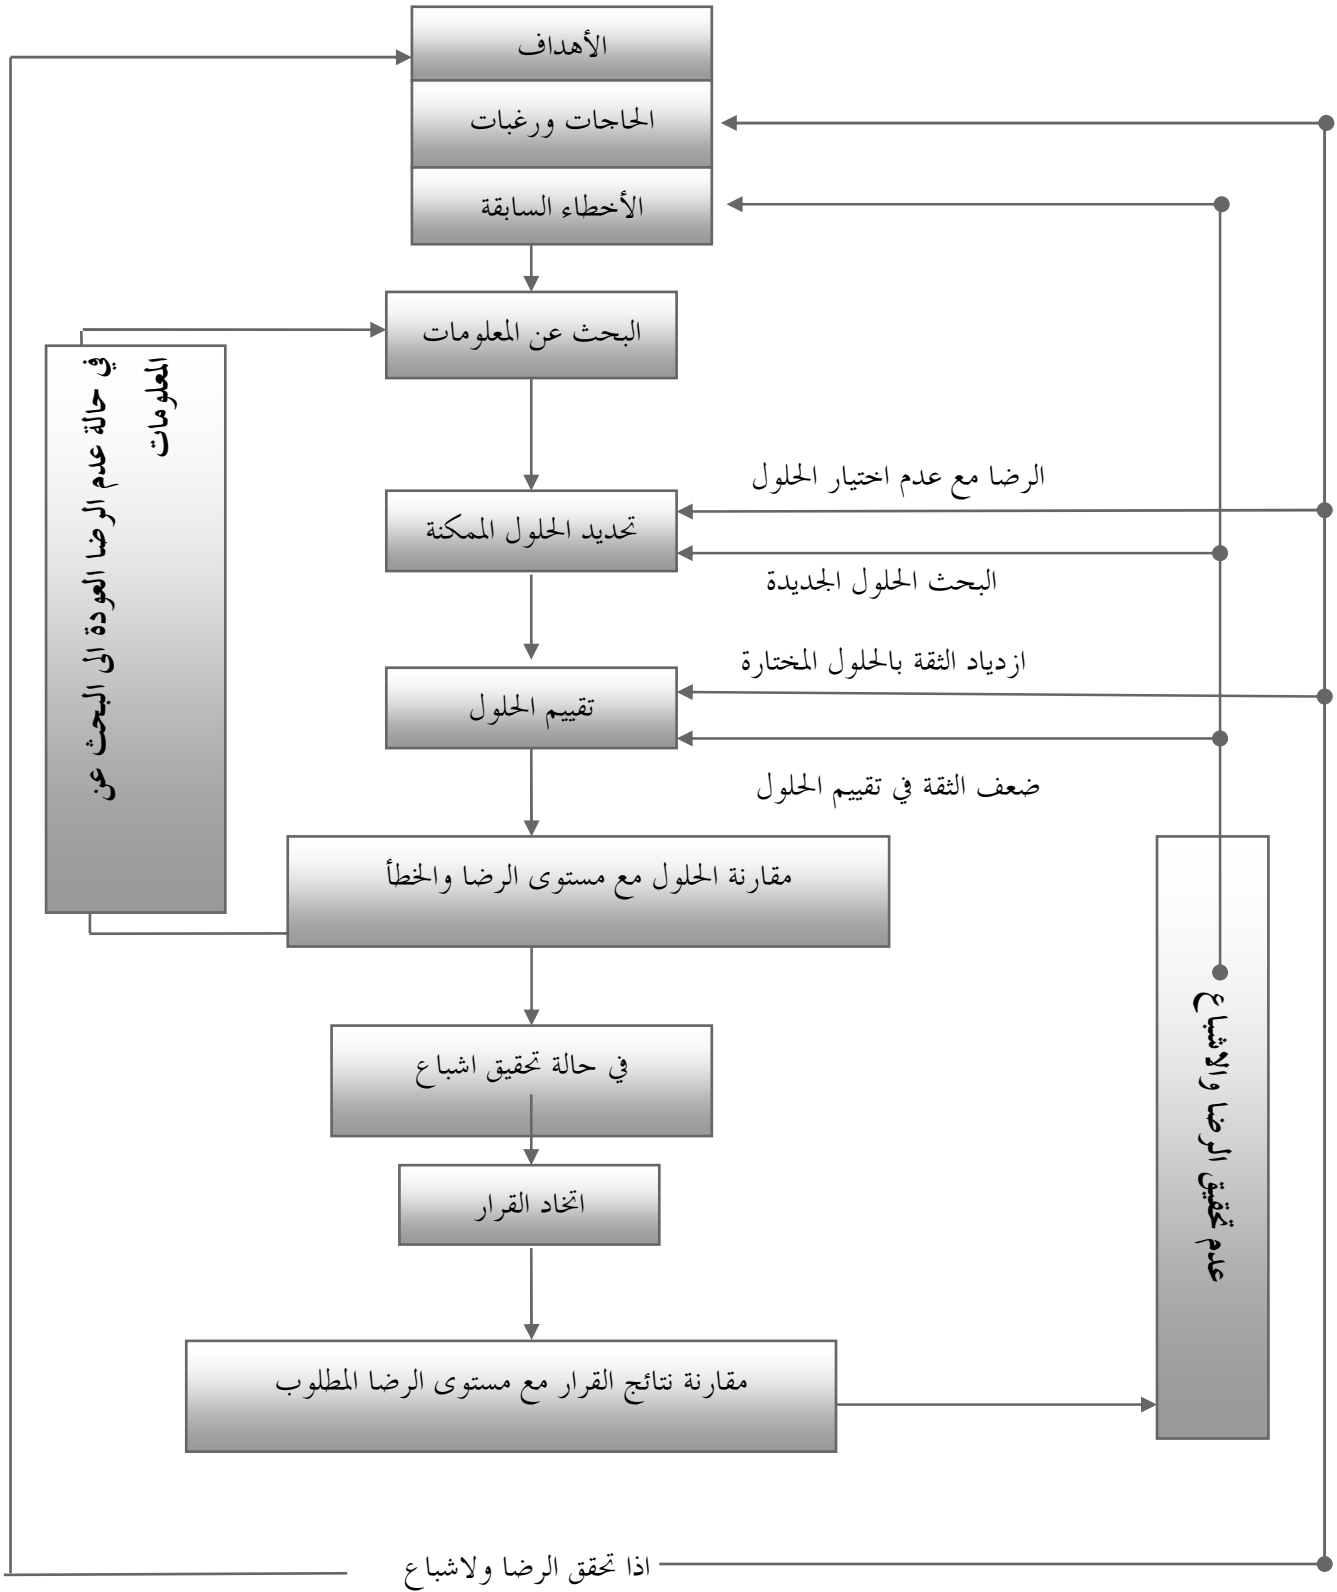 الأهداف
الحاجات ورغبات
الأخطاء السابقة
البحث عن المعلومات
في حالة عدم الرضا العودة الى البحث عن
المعلومات
الرضا مع عدم اختيار الحلول
تحديد الحلول الممكنة
البحث الحلول الجديدة
ازدياد الثقة بالحلول المختارة
تقييم الحلول
ضعف الثقة في تقييم الحلول
مقارنة الحلول مع مستوى الرضا والخطأ
في حالة تحقيق اشباع
عدم تحقيق الرضا والاشباع
اتخاد القرار
مقارنة نتائج القرار مع مستوى الرضا المطلوب
اذا تحقق الرضا ولاشباع